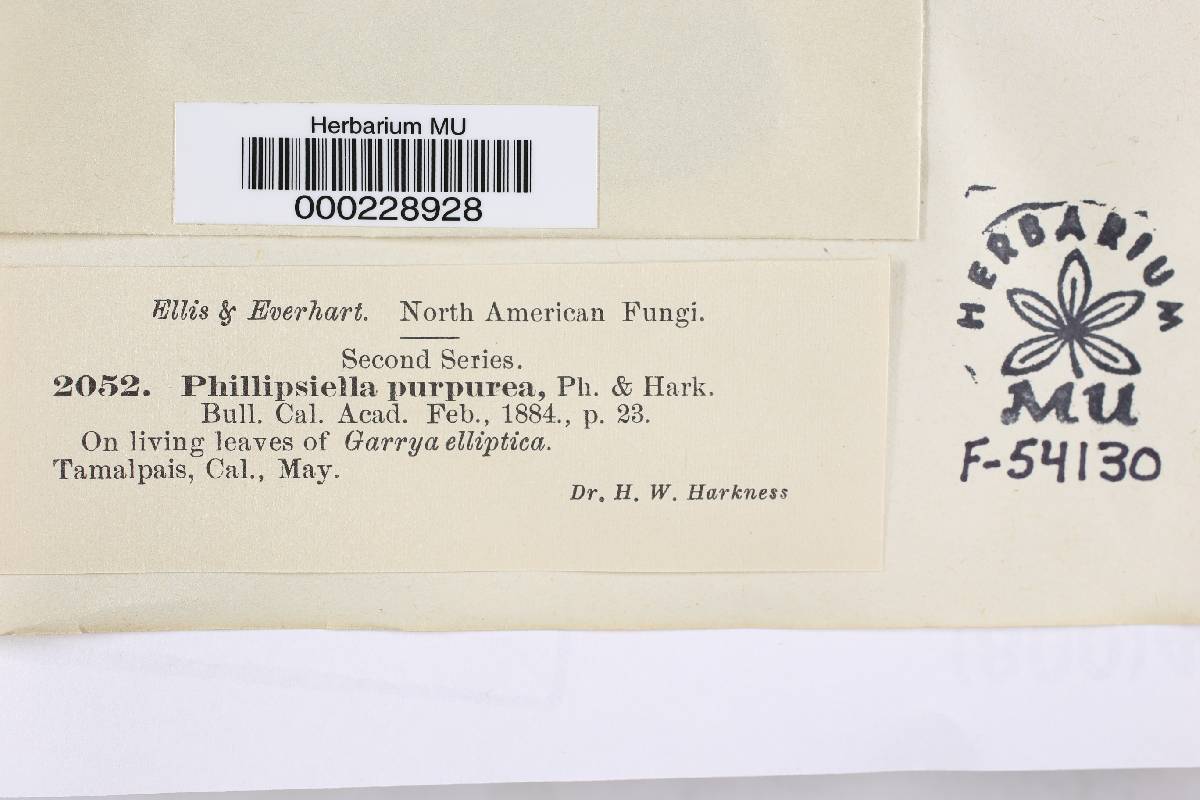 Herbarium MU
000228928
Ellis & Everhart. North American Fungi.
Second Series.
2052. Phillipsiella purpurea, Ph. & Hark.
Bull. Cal. Acad. Feb., 1884., p. 23.
On living leaves of Garrya elliptica.
Tamalpais, Cal., May.
Dr. H. W. Harkness
HERBARIUM
MU
F-54130